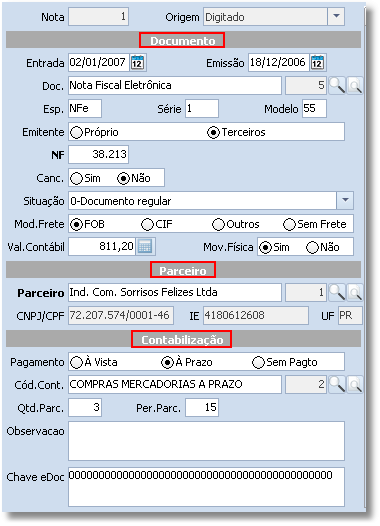 Nota 1 Origem Digitado
Documento
Entrada 02/01/2007 12 Emissão 18/12/2006 12
Doc. Nota Fiscal Eletrônica 5
Esp. NFe Série 1 Modelo 55
Emitente Próprio Terceiros
NF 38.213
Canc. Sim Não
Situação 0-Documento regular
Mod.Frete FOB CIF Outros Sem Frete
Val.Contábil 811,20 Mov.Física Sim Não
Parceiro
Parceiro Ind. Com. Sorrisos Felizes Ltda 1
CNPJ/CPF 72.207.574/0001-46 IE 4180612608 UF PR
Contabilização
Pagamento À Vista À Prazo Sem Pagto
Cód.Cont. COMPRAS MERCADORIAS A PRAZO 2
Qtd.Parc. 3 Per.Parc. 15
Observacao
Chave eDoc 00000000000000000000000000000000000000000000